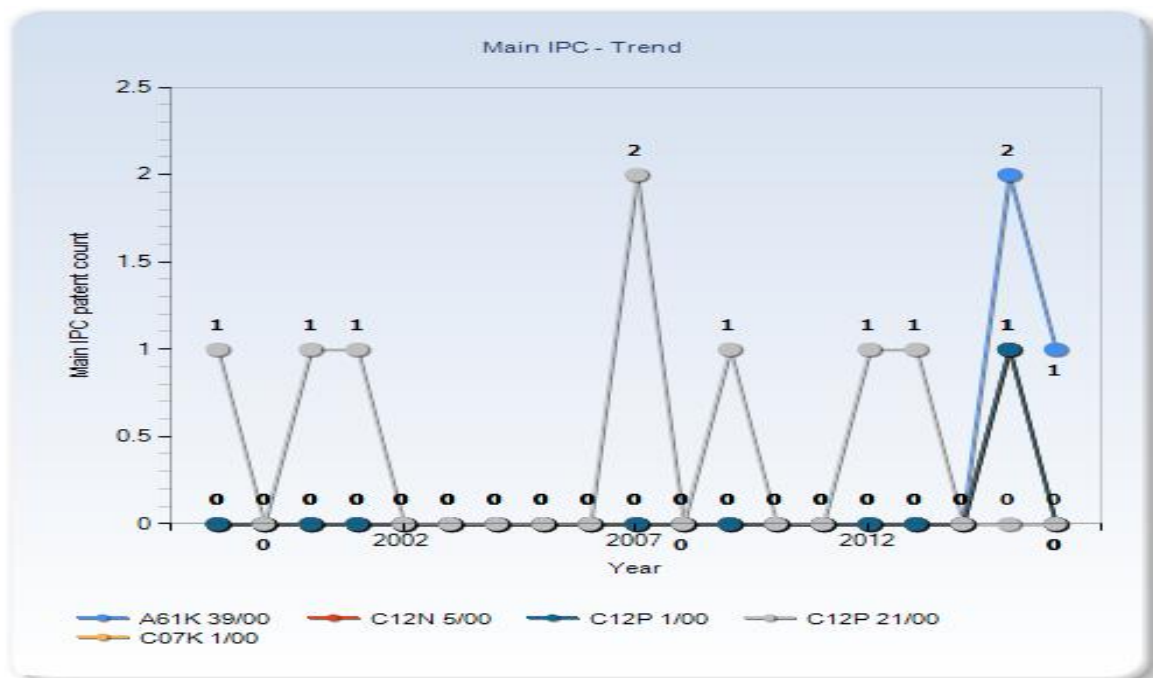 Main IPC - Trend
2.5
2 2
2
1.5
Main IPC patent count
1 1 1 1 1 1 1
1
1
0.5
0 0 0 0 0 0 0 0 0 0 0 0 0 0 0 0 0 0 0
0
0 0 0
2002 2007 2012
Year
A61K 39/00 C12N 5/00 C12P 1/00 C12P 21/00
C07K 1/00